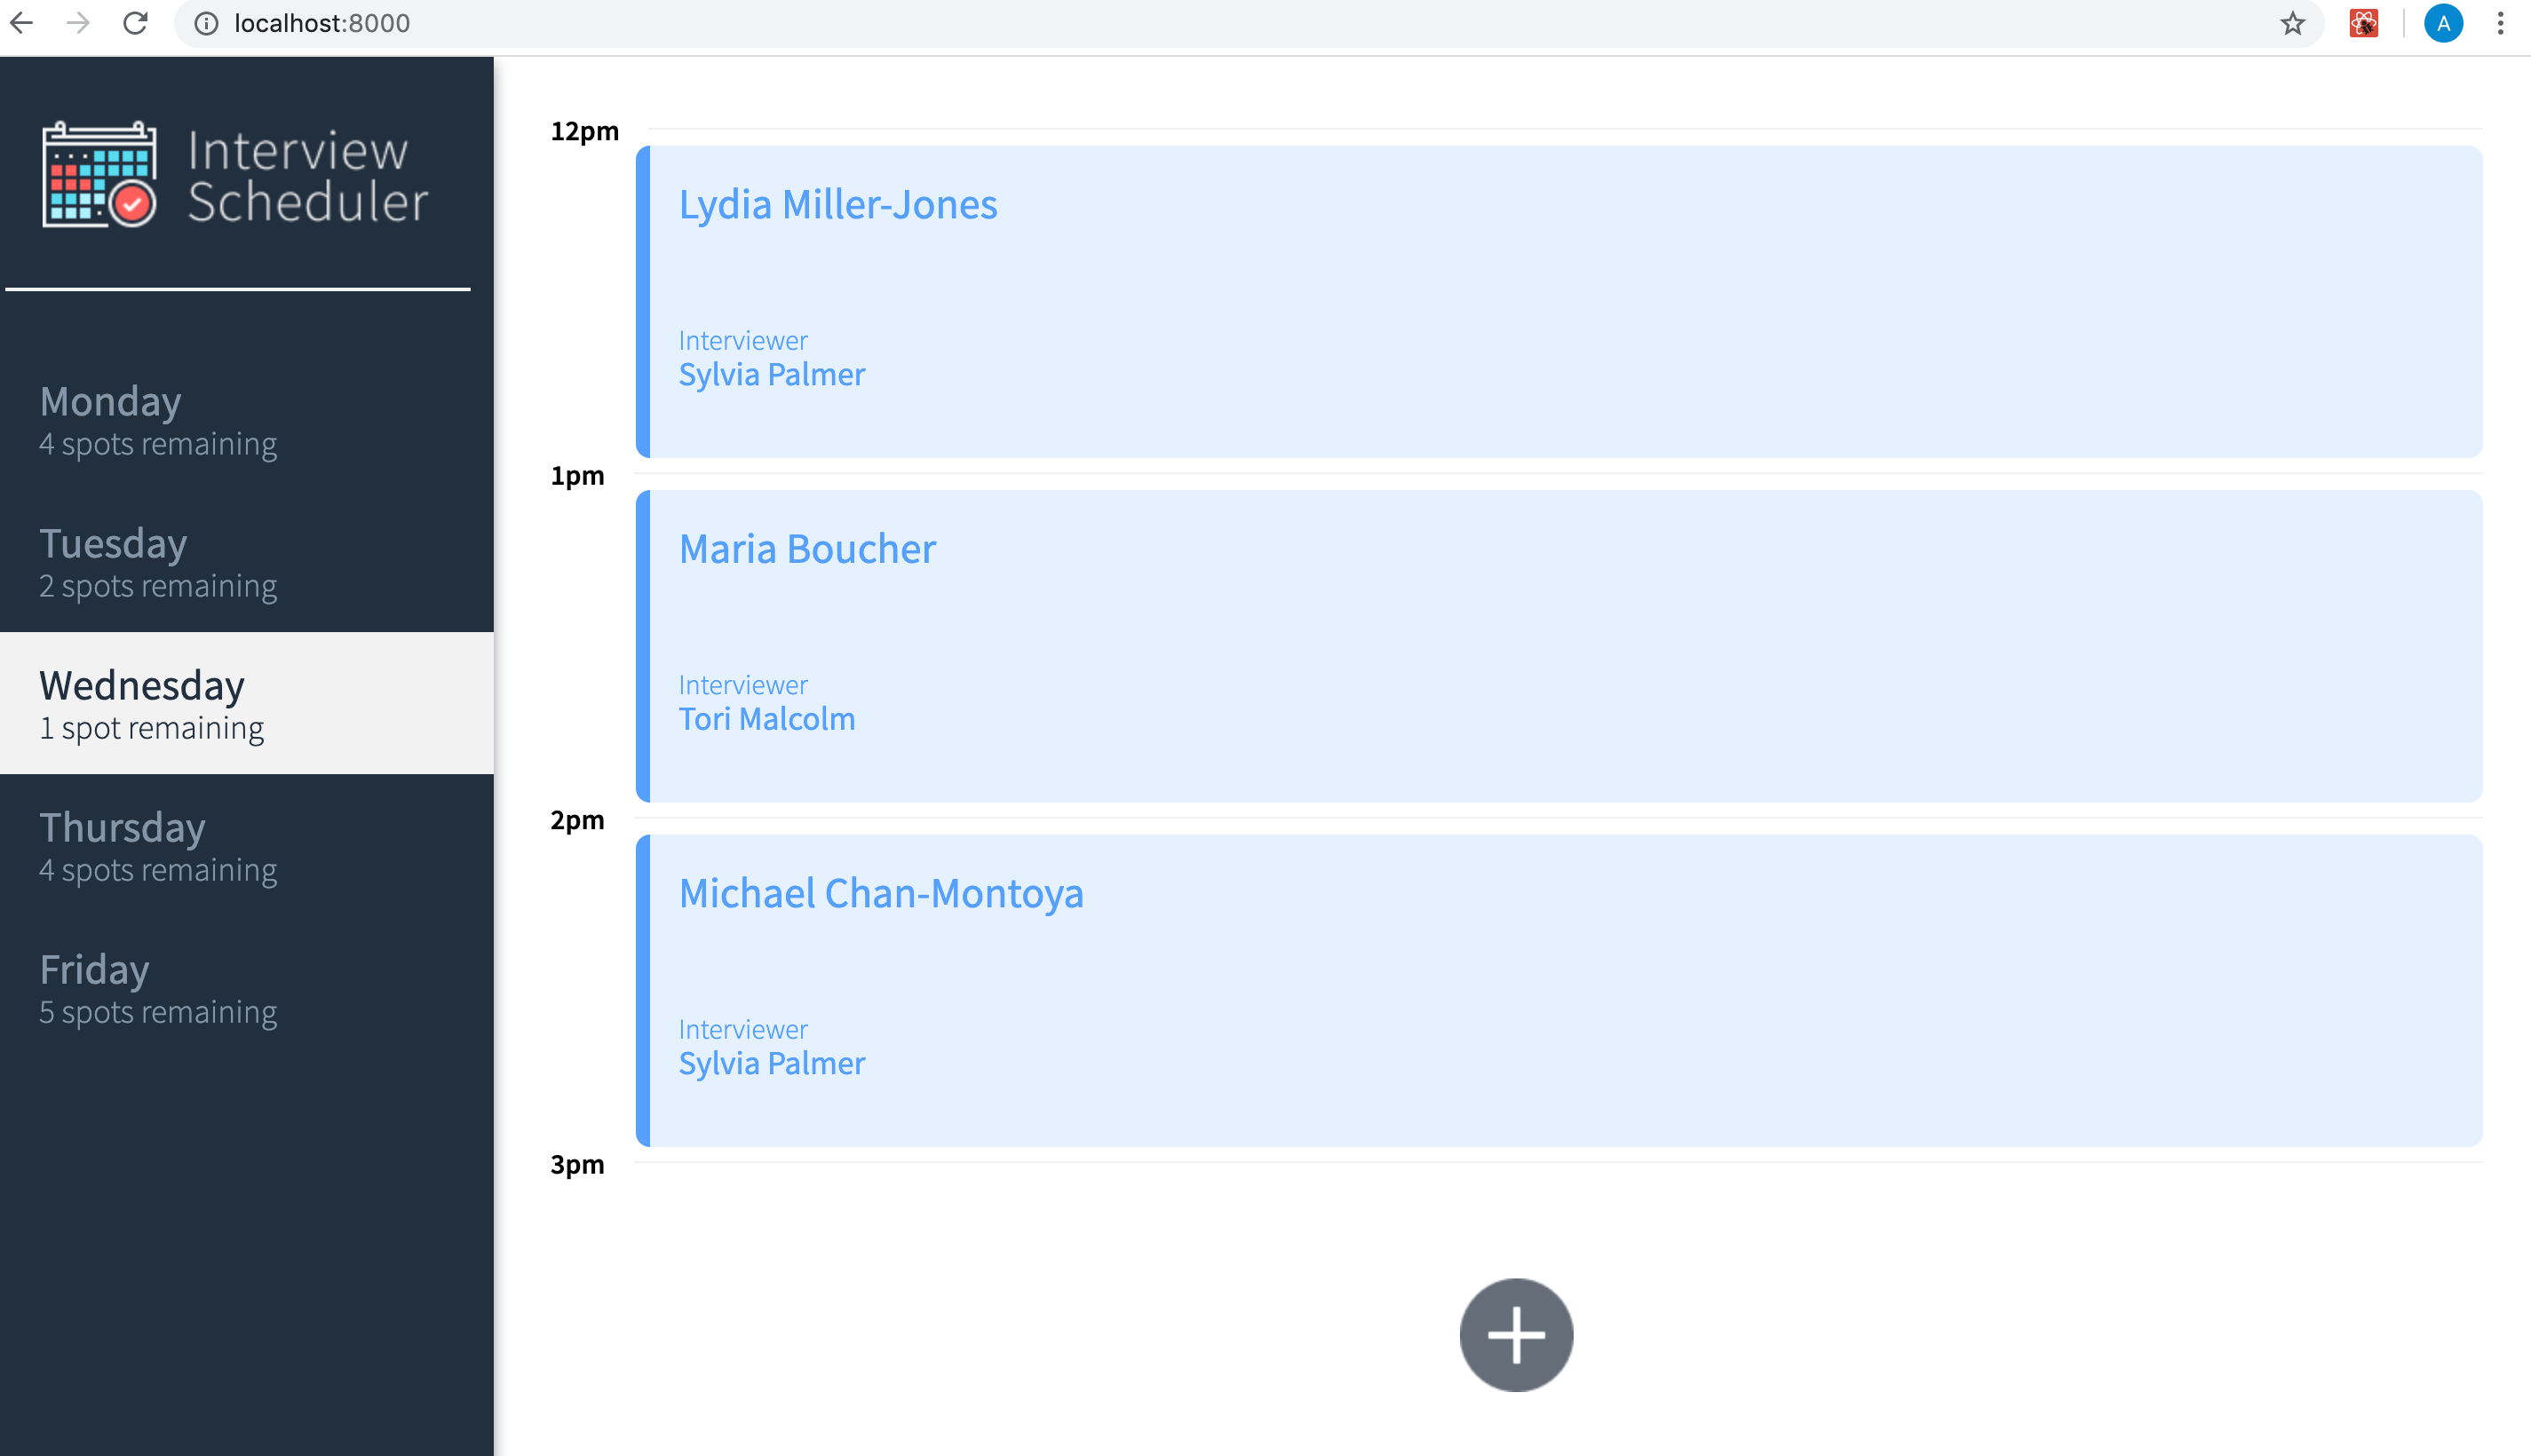 localhost:8000
A
Interview
Scheduler
Monday
4 spots remaining
Tuesday
2 spots remaining
Wednesday
1 spot remaining
Thursday
4 spots remaining
Friday
5 spots remaining
12pm
Lydia Miller-Jones
Interviewer
Sylvia Palmer
1pm
Maria Boucher
Interviewer
Tori Malcolm
2pm
Michael Chan-Montoya
Interviewer
Sylvia Palmer
3pm